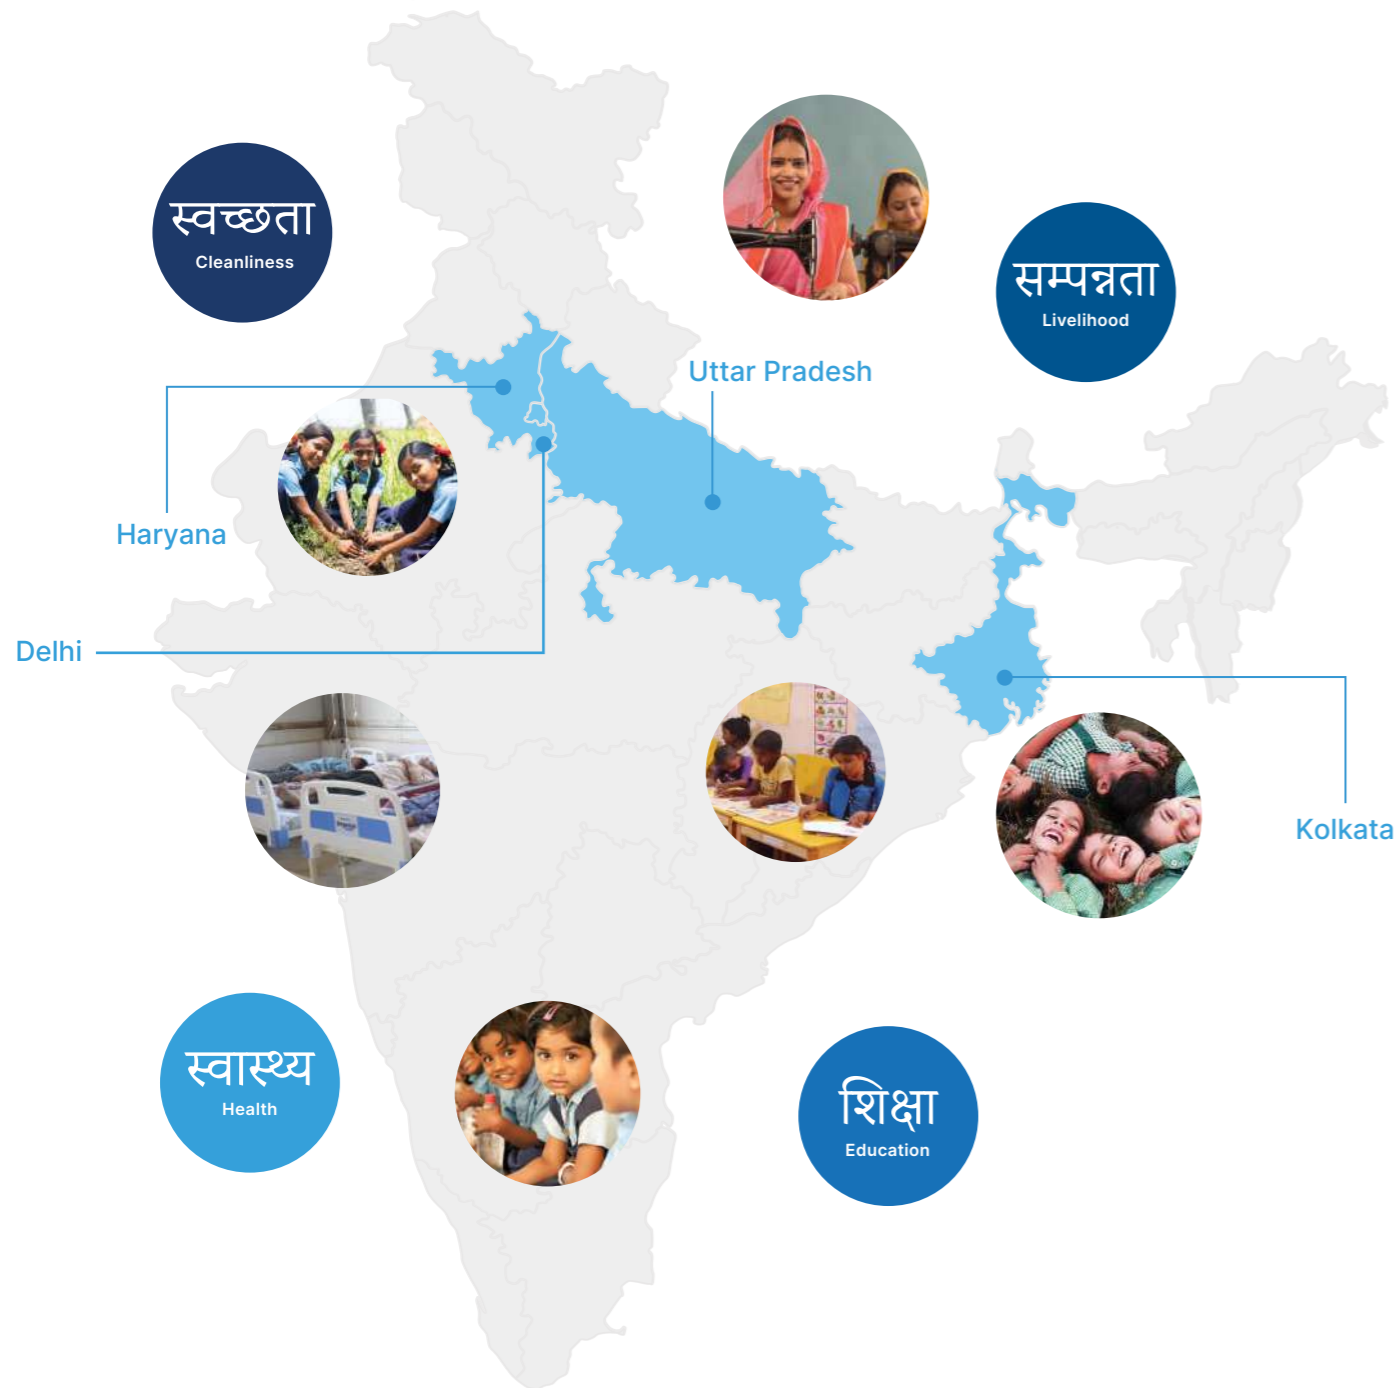 स्वच्छता
Cleanliness
सम्पन्नता
Livelihood
Uttar Pradesh
Haryana
Delhi
Kolkata
स्वास्थ्य
Health
शिक्षा
Education